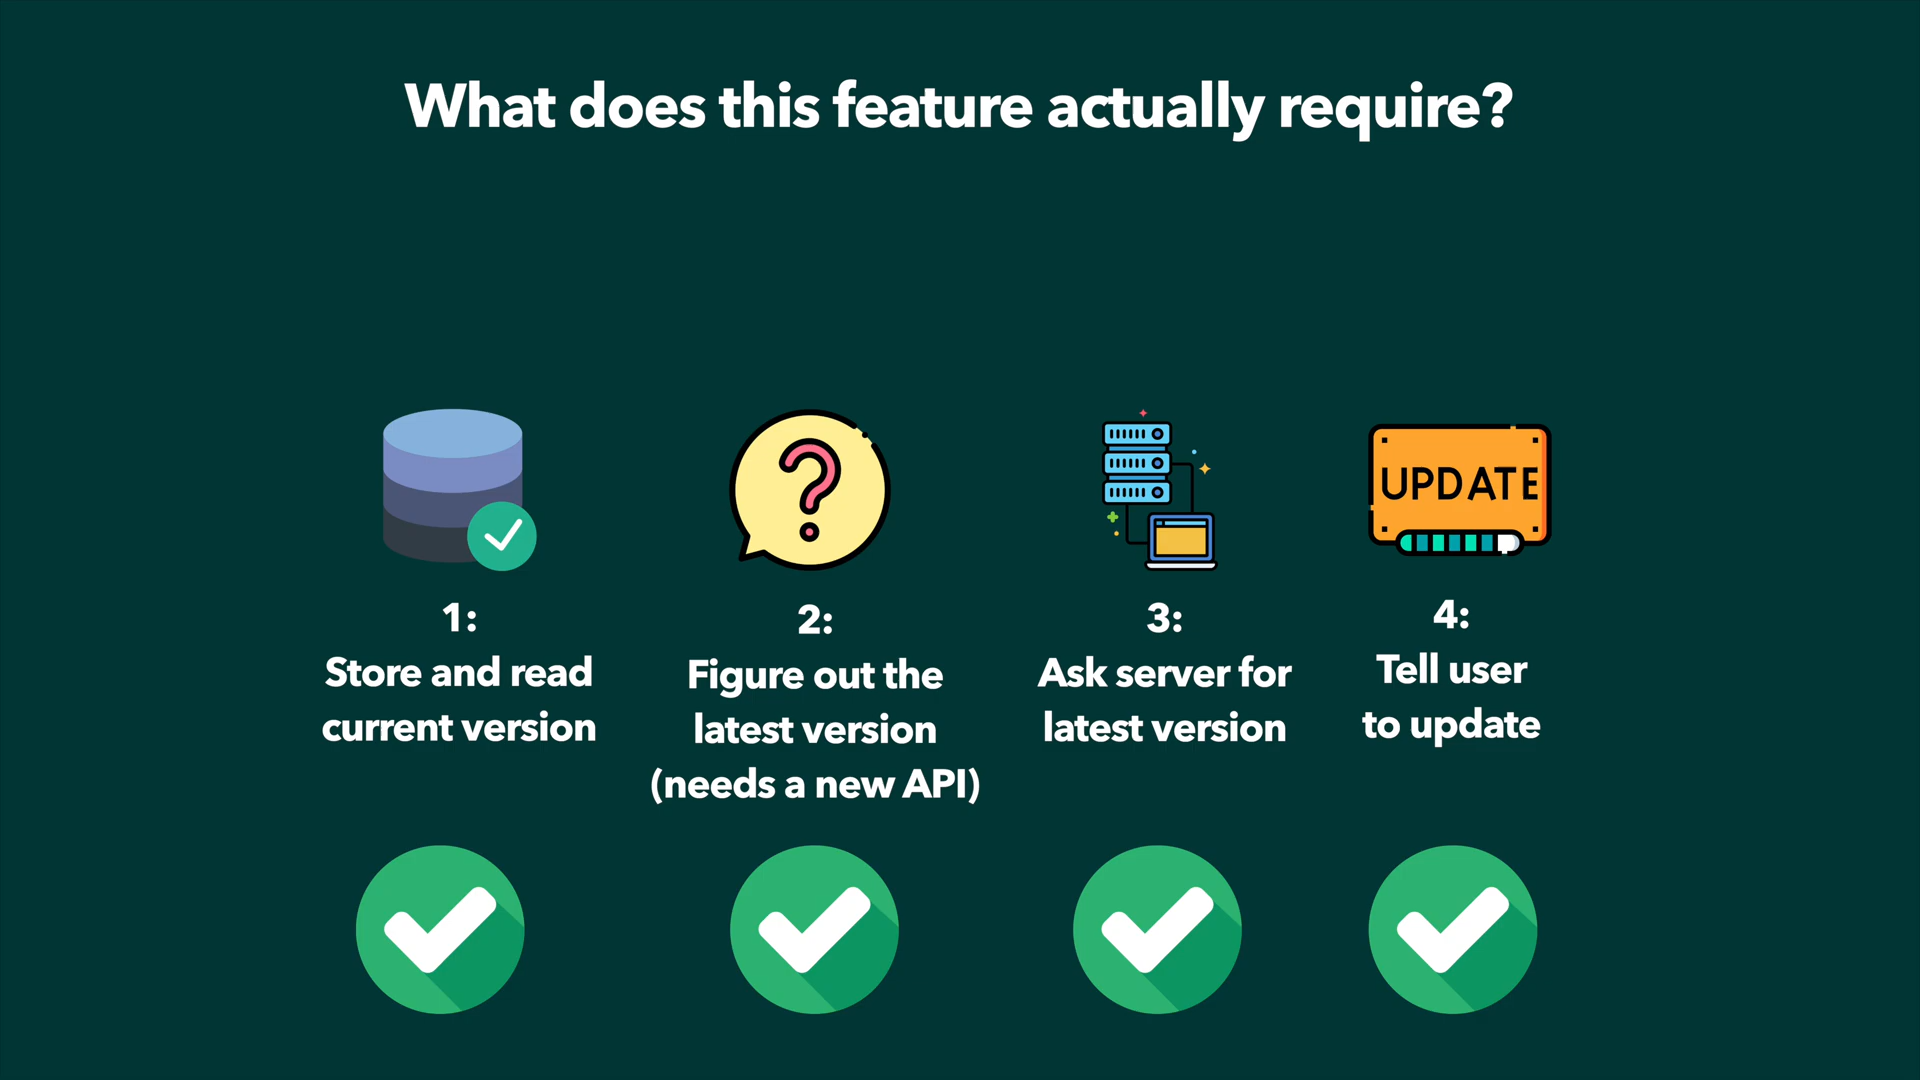 What does this feature actually require?
UPDATE
1:
Store and read
current version
2:
Figure out the
latest version
(needs a new API)
3:
Ask server for
latest version
4:
Tell user
to update